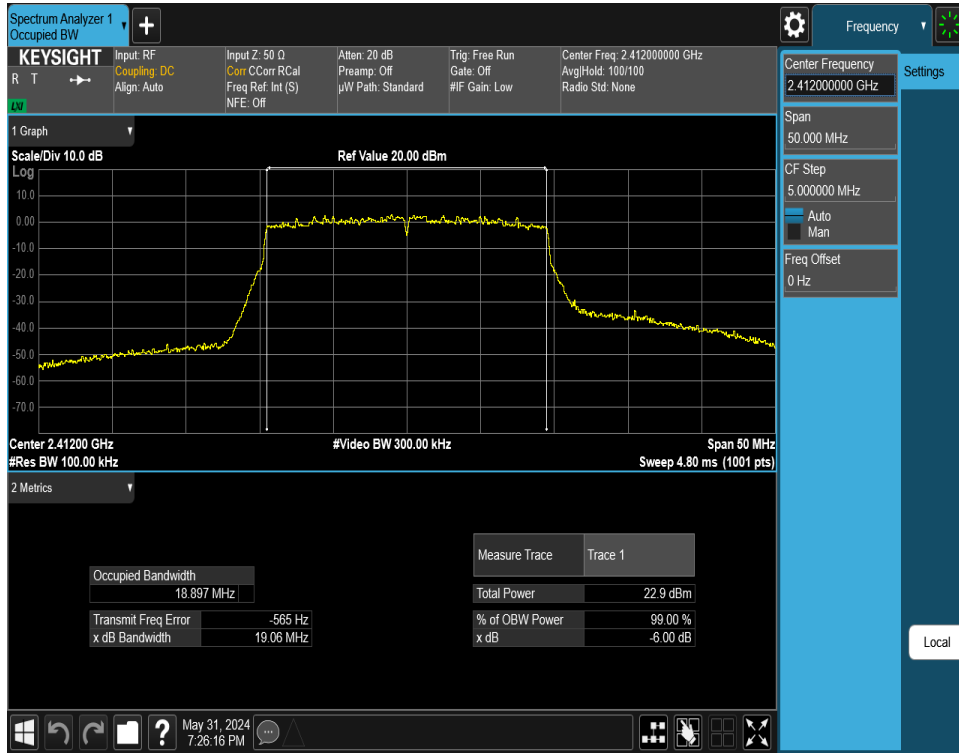 Spectrum Analyzer 1
Occupied BW
Frequency
KEYSIGHT
R T
LXI
Input: RF
Coupling: DC
Align: Auto
Input Z: 50 Ω
Corr CCorr RCal
Freq Ref: Int (S)
NFE: Off
Atten: 20 dB
Preamp: Off
µW Path: Standard
Trig: Free Run
Gate: Off
#IF Gain: Low
Center Freq: 2.412000000 GHz
Avg|Hold: 100/100
Radio Std: None
Center Frequency
2.412000000 GHz
Settings
Span
50.000 MHz
CF Step
5.000000 MHz
Auto
Man
Freq Offset
0 Hz
Local
1 Graph
Scale/Div 10.0 dB
Ref Value 20.00 dBm
Log
10.0
0.00
-10.0
-20.0
-30.0
-40.0
-50.0
-60.0
-70.0
Center 2.41200 GHz
#Video BW 300.00 kHz
Span 50 MHz
#Res BW 100.00 kHz
Sweep 4.80 ms (1001 pts)
2 Metrics
Measure Trace Trace 1
Occupied Bandwidth
18.897 MHz
Total Power 22.9 dBm
Transmit Freq Error -565 Hz
% of OBW Power 99.00 %
x dB Bandwidth 19.06 MHz
x dB -6.00 dB
?
May 31, 2024
7:26:16 PM